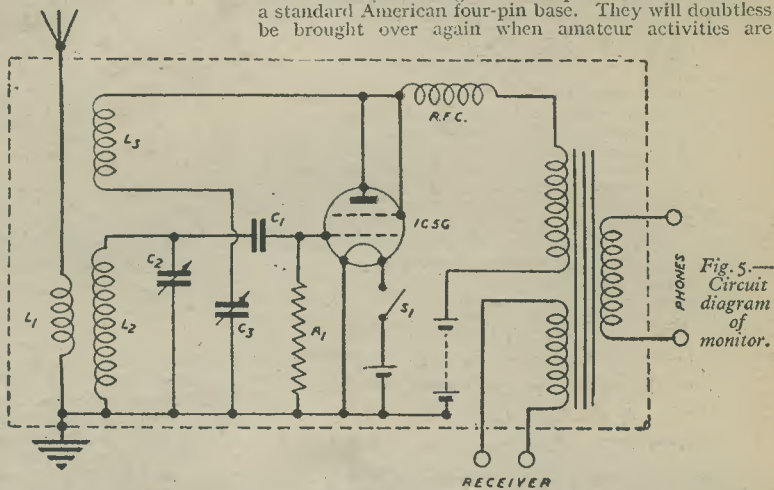 a standard American four-pin base. They will doubtless
be brought over again when amateur activities are
L3
R.F.C.
C1
1C5G
C2
L1
L2
C3
R1
S1
PHONES
Fig. 5.—
Circuit
diagram
of
monitor.
RECEIVER